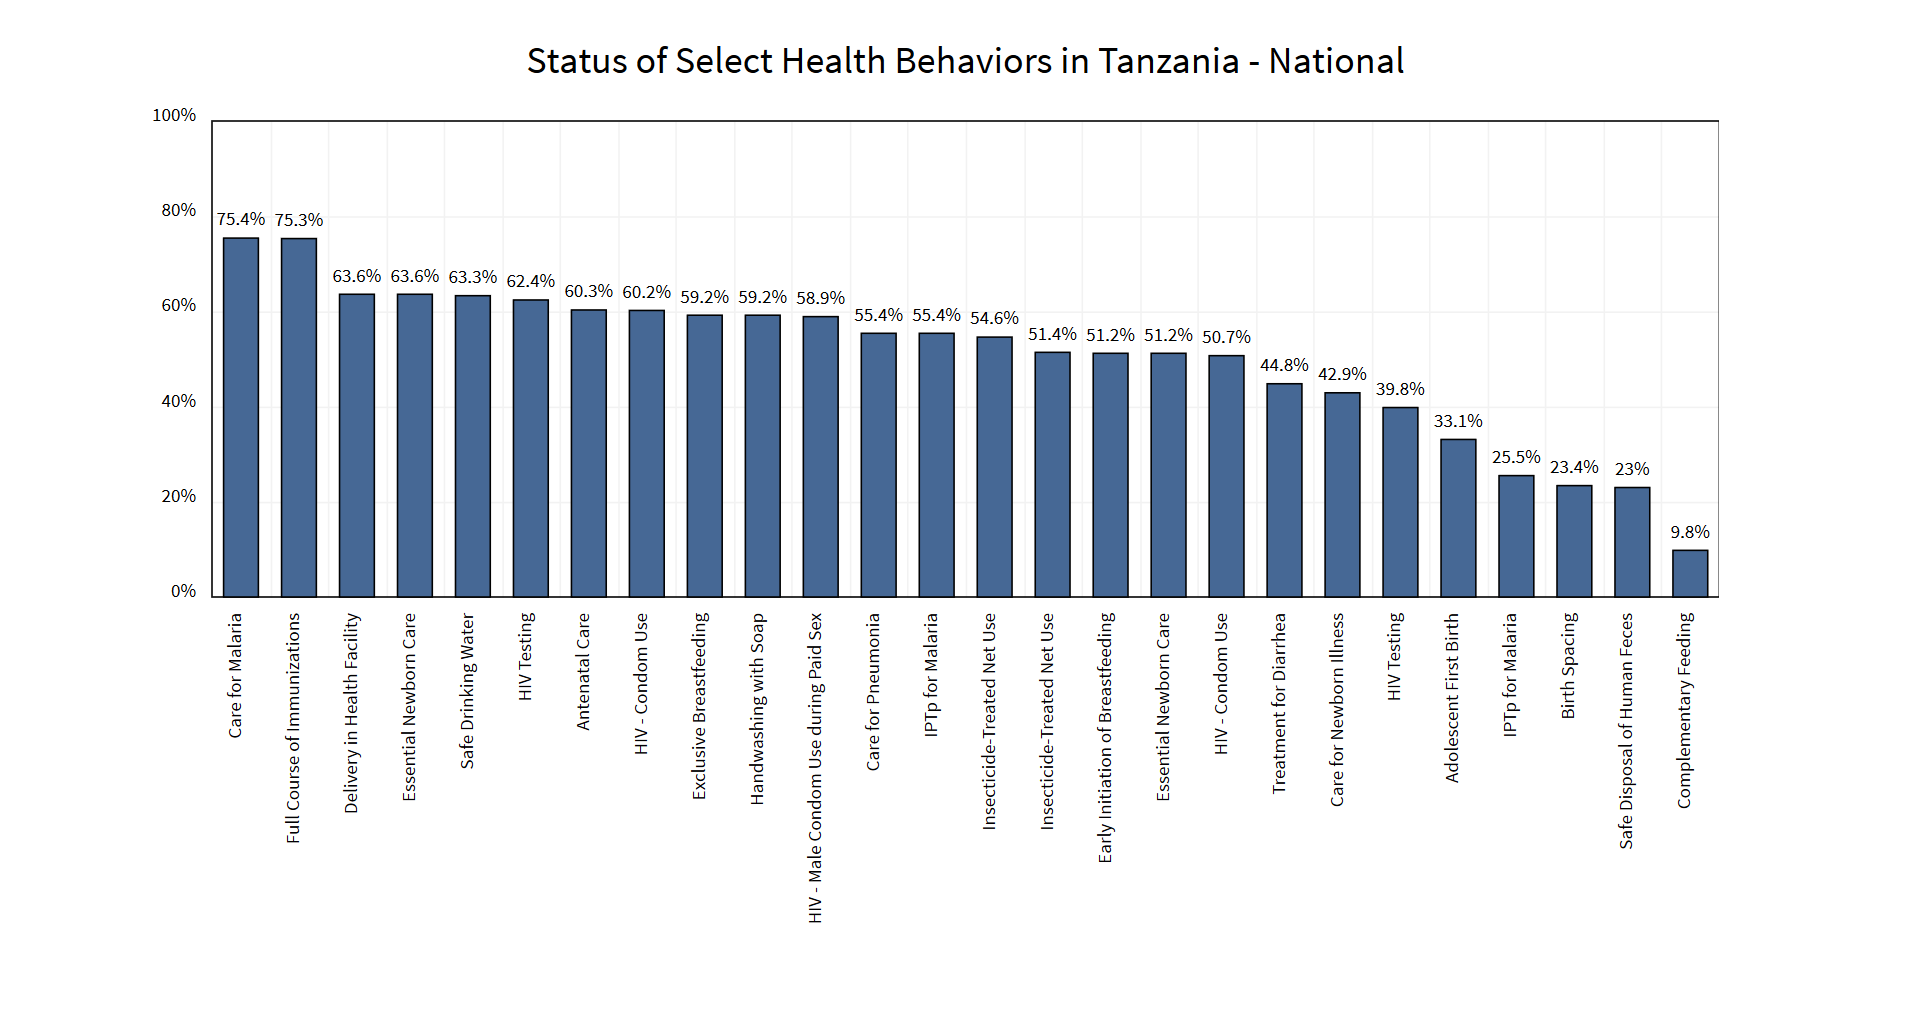 Status of Select Health Behaviors in Tanzania - National
100%
80%
60%
40%
20%
0%
75.4%
75.3%
63.6%
63.6%
63.3%
62.4%
60.3%
60.2%
59.2%
59.2%
58.9%
55.4%
55.4%
54.6%
51.4%
51.2%
51.2%
50.7%
44.8%
42.9%
39.8%
33.1%
25.5%
23.4%
23%
9.8%
Care for Malaria
Full Course of Immunizations
Delivery in Health Facility
Essential Newborn Care
Safe Drinking Water
HIV Testing
Antenatal Care
HIV - Condom Use
Exclusive Breastfeeding
Handwashing with Soap
HIV - Male Condom Use during Paid Sex
Care for Pneumonia
IPTp for Malaria
Insecticide-Treated Net Use
Insecticide-Treated Net Use
Early Initiation of Breastfeeding
Essential Newborn Care
HIV - Condom Use
Treatment for Diarrhea
Care for Newborn Illness
HIV Testing
Adolescent First Birth
IPTp for Malaria
Birth Spacing
Safe Disposal of Human Feces
Complementary Feeding